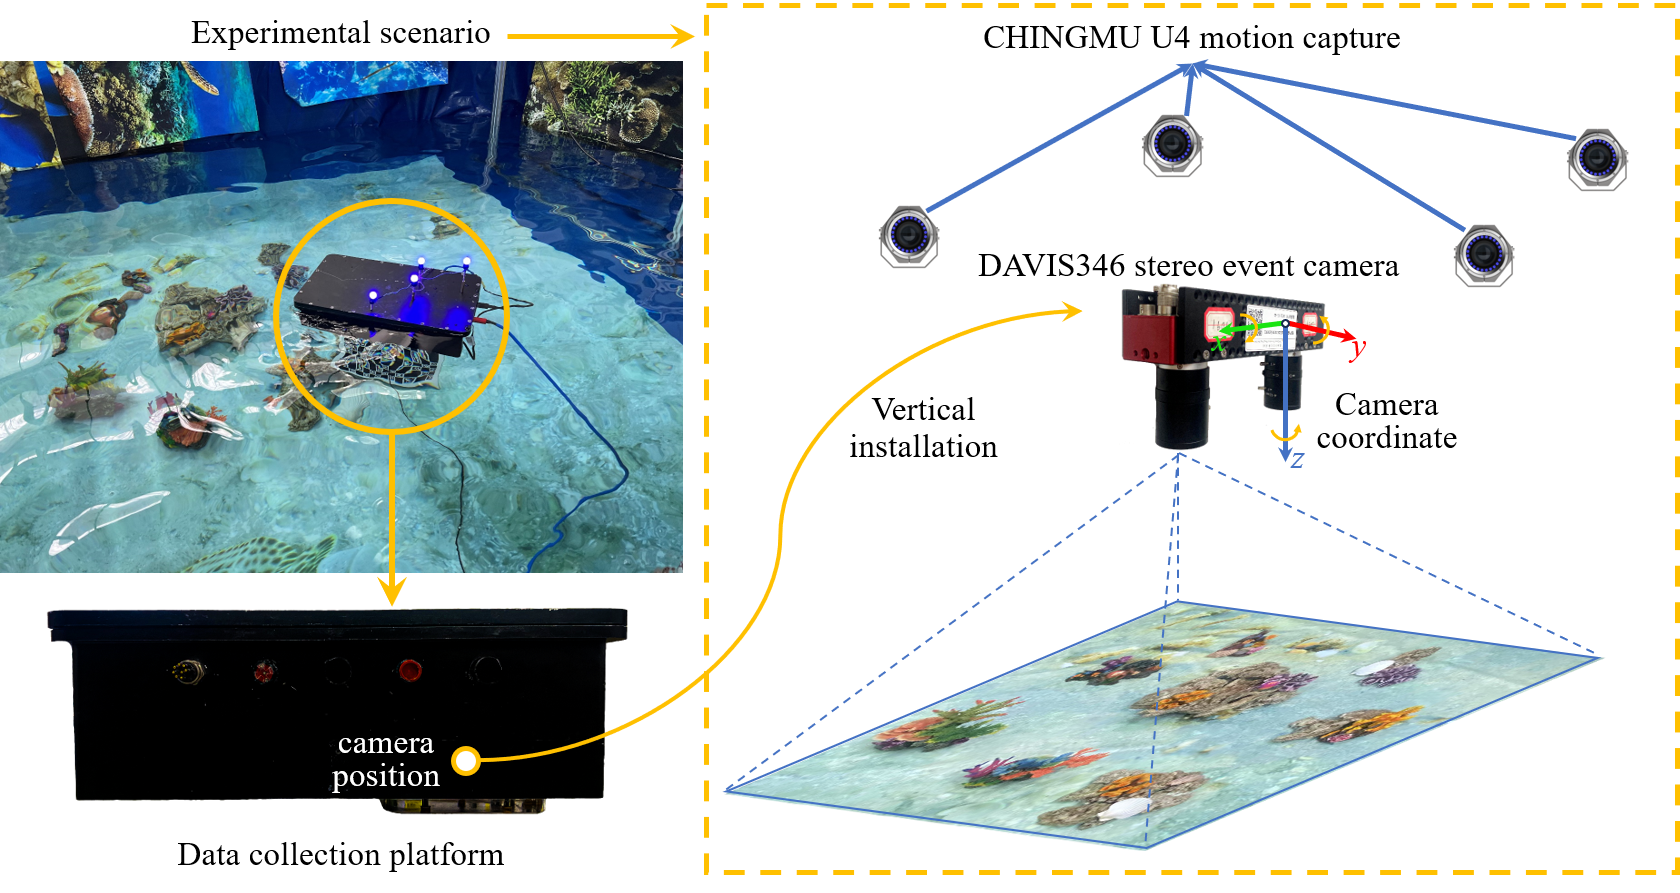 Experimental scenario
CHINGMU U4 motion capture
DAVIS346 stereo event camera
x
y
Vertical
installation
Camera
coordinate
z
camera
position
Data collection platform